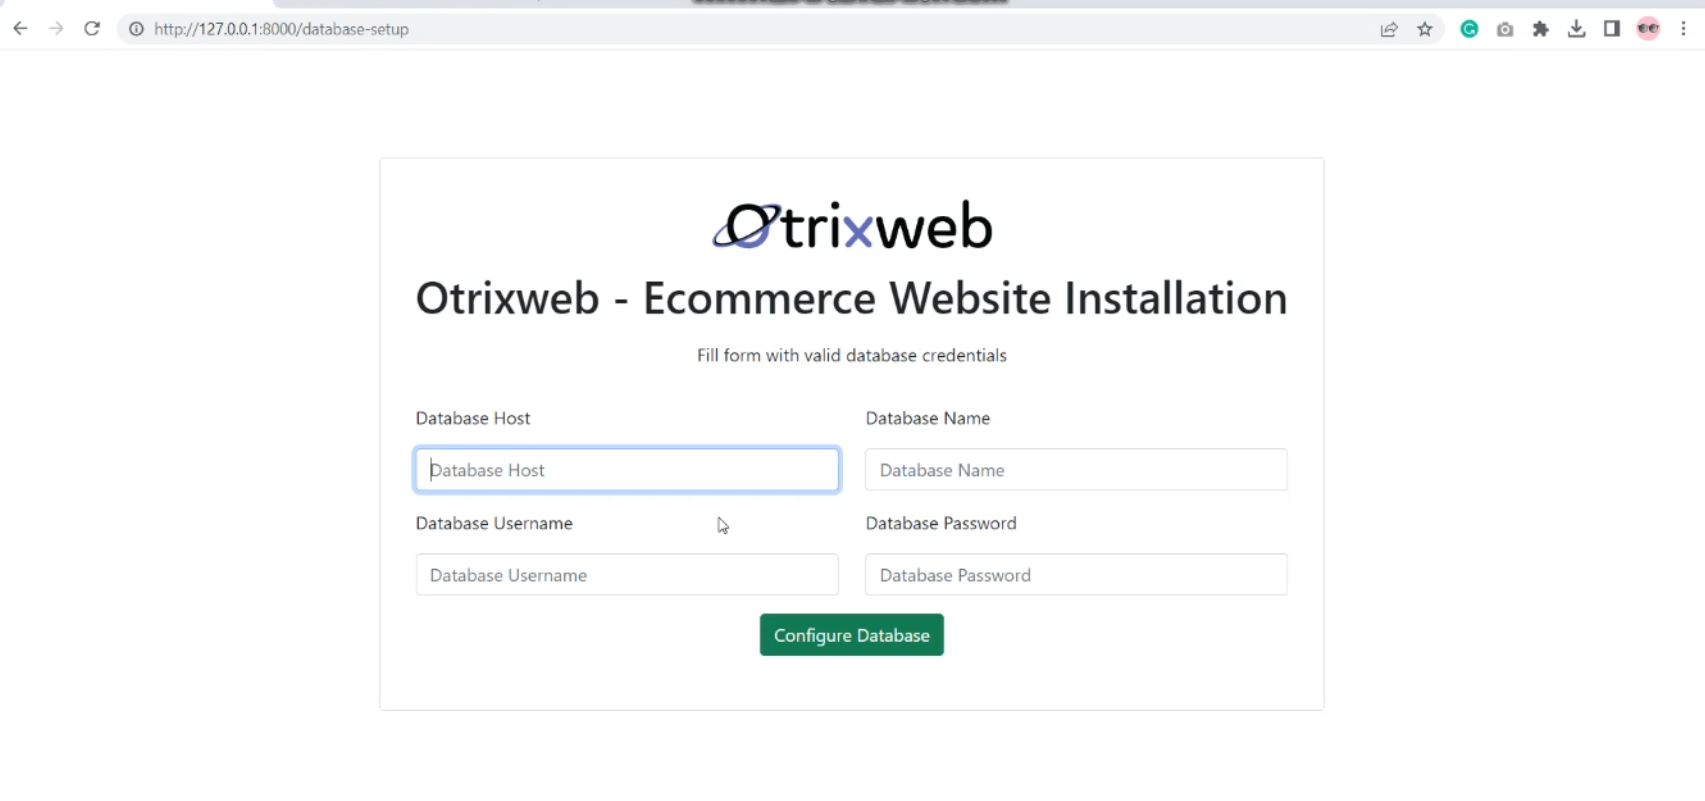 http://127.0.0.1:8000/database-setup
Otrixweb
Otrixweb - Ecommerce Website Installation
Fill form with valid database credentials
Database Host
Database Name
Database Host
Database Name
Database Username
Database Password
Database Username
Database Password
Configure Database